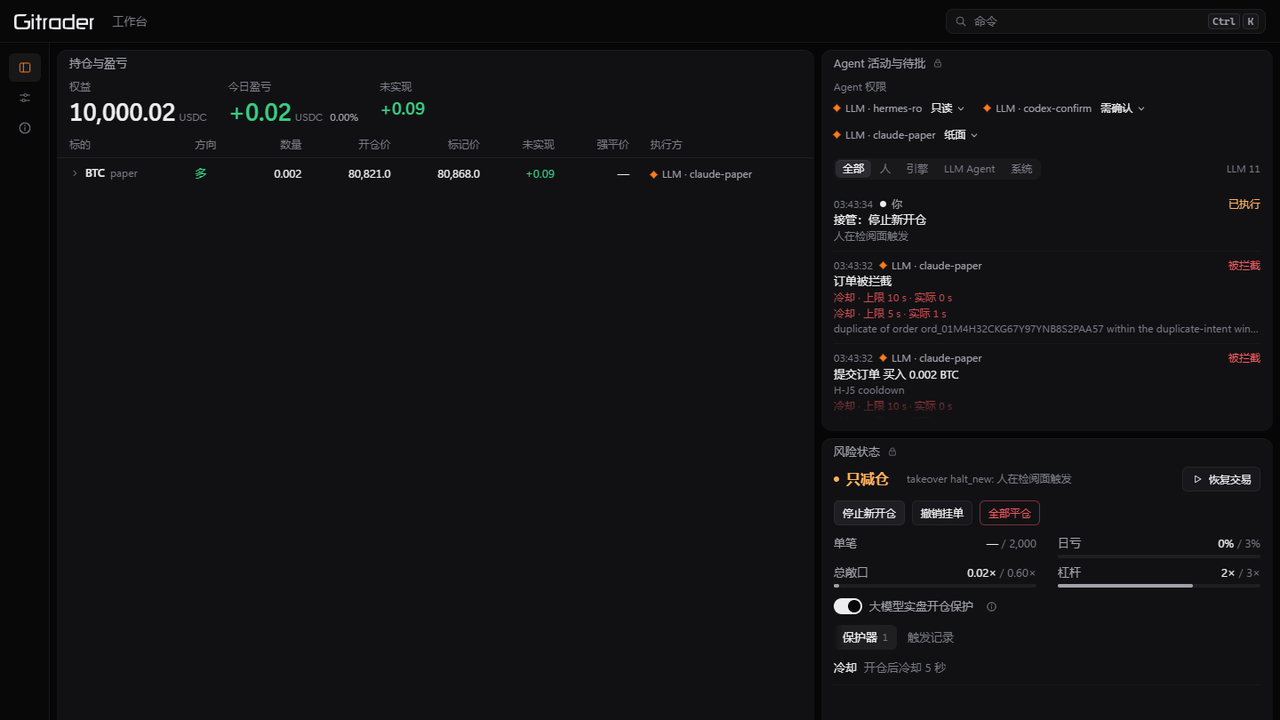 Gitrader 工作台 命令 Ctrl K
持仓与盈亏
权益 今日盈亏 未实现
10,000.02 USDC +0.02 USDC 0.00% +0.09
标的 方向 数量 开仓价 标记价 未实现 强平价 执行方
BTC paper 多 0.002 80,821.0 80,868.0 +0.09 — LLM · claude-paper
Agent 活动与待批
Agent 权限
LLM · hermes-ro 只读 LLM · codex-confirm 需确认
LLM · claude-paper 纸面
全部 人 引擎 LLM Agent 系统 LLM 11
03:43:34 你 已执行
接管：停止新开仓
人在检阅面触发
03:43:32 LLM · claude-paper 被拦截
订单被拦截
冷却 · 上限 10 s · 实际 0 s
冷却 · 上限 5 s · 实际 1 s
duplicate of order ord_01M4H32CKG67Y97YNB8S2PAA57 within the duplicate-intent win...
03:43:32 LLM · claude-paper 被拦截
提交订单 买入 0.002 BTC
H-J5 cooldown
冷却 · 上限 10 s · 实际 0 s
风险状态
只减仓 takeover halt_new: 人在检阅面触发 恢复交易
停止新开仓 撤销挂单 全部平仓
单笔 — / 2,000 日亏 0% / 3%
总敞口 0.02× / 0.60× 杠杆 2× / 3×
大模型实盘开仓保护
保护器 1 触发记录
冷却 开仓后冷却 5 秒